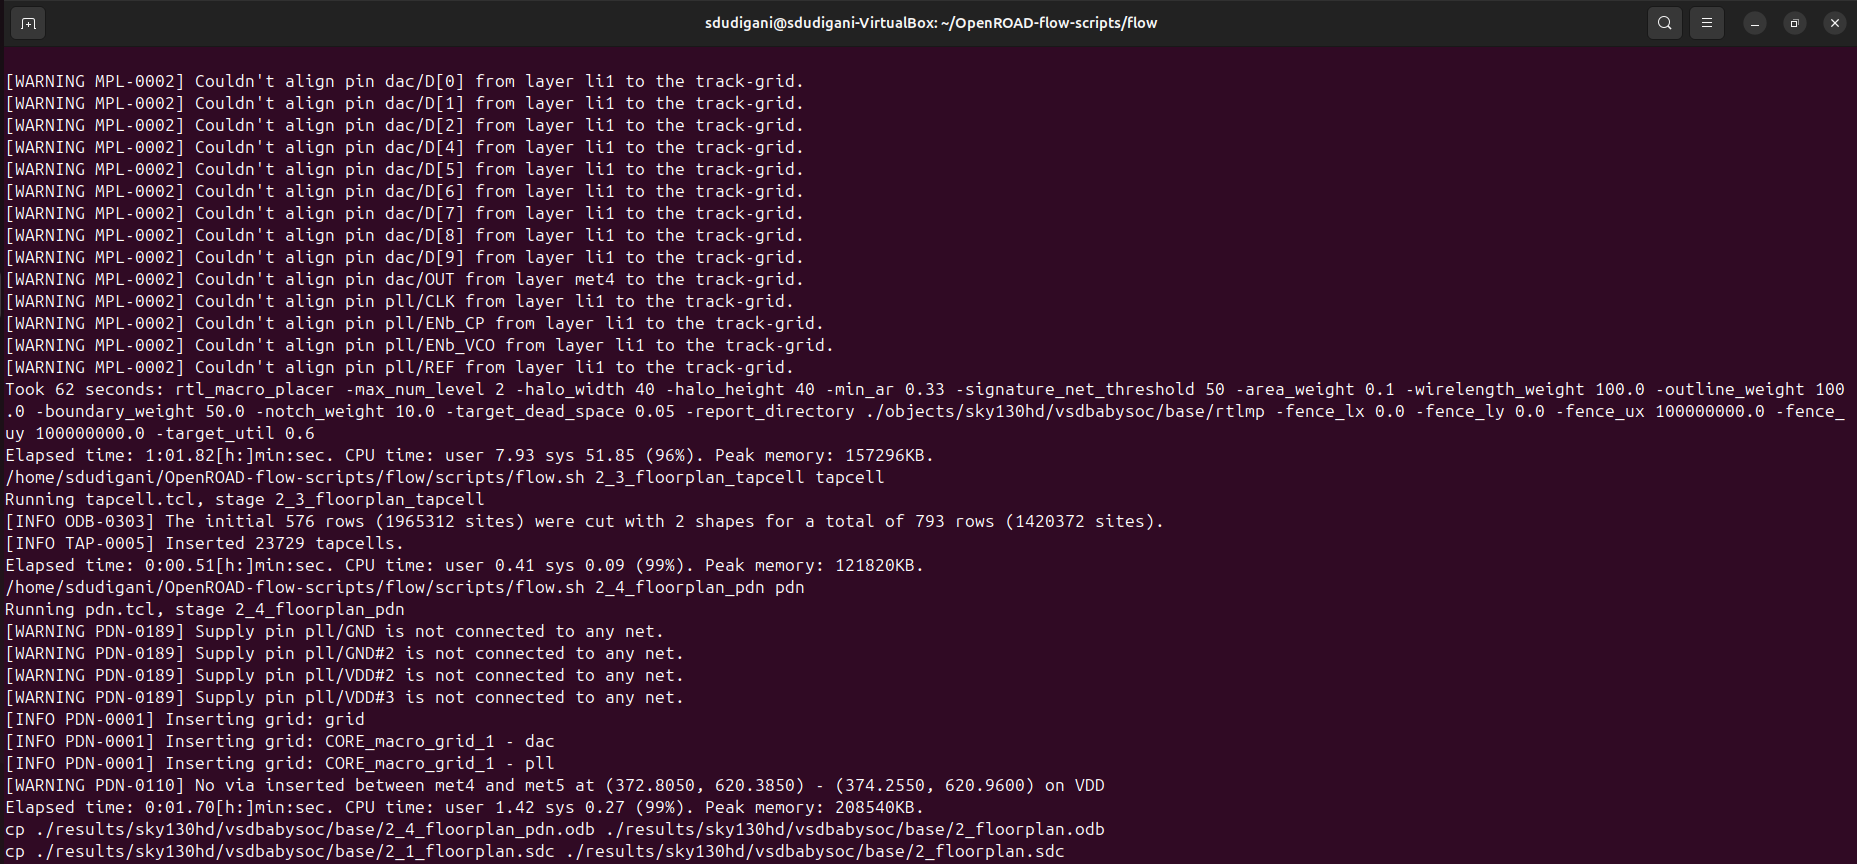 sdudigani@sdudigani-VirtualBox: ~/OpenROAD-flow-scripts/flow
[WARNING MPL-0002] Couldn't align pin dac/D[0] from layer li1 to the track-grid.
[WARNING MPL-0002] Couldn't align pin dac/D[1] from layer li1 to the track-grid.
[WARNING MPL-0002] Couldn't align pin dac/D[2] from layer li1 to the track-grid.
[WARNING MPL-0002] Couldn't align pin dac/D[4] from layer li1 to the track-grid.
[WARNING MPL-0002] Couldn't align pin dac/D[5] from layer li1 to the track-grid.
[WARNING MPL-0002] Couldn't align pin dac/D[6] from layer li1 to the track-grid.
[WARNING MPL-0002] Couldn't align pin dac/D[7] from layer li1 to the track-grid.
[WARNING MPL-0002] Couldn't align pin dac/D[8] from layer li1 to the track-grid.
[WARNING MPL-0002] Couldn't align pin dac/D[9] from layer li1 to the track-grid.
[WARNING MPL-0002] Couldn't align pin dac/OUT from layer met4 to the track-grid.
[WARNING MPL-0002] Couldn't align pin pll/CLK from layer li1 to the track-grid.
[WARNING MPL-0002] Couldn't align pin pll/ENb_CP from layer li1 to the track-grid.
[WARNING MPL-0002] Couldn't align pin pll/ENb_VCO from layer li1 to the track-grid.
[WARNING MPL-0002] Couldn't align pin pll/REF from layer li1 to the track-grid.
Took 62 seconds: rtl_macro_placer -max_num_level 2 -halo_width 40 -halo_height 40 -min_ar 0.33 -signature_net_threshold 50 -area_weight 0.1 -wirelength_weight 100.0 -outline_weight 100
.0 -boundary_weight 50.0 -notch_weight 10.0 -target_dead_space 0.05 -report_directory ./objects/sky130hd/vsdbabysoc/base/rtlmp -fence_lx 0.0 -fence_ly 0.0 -fence_ux 100000000.0 -fence_
uy 100000000.0 -target_util 0.6
Elapsed time: 1:01.82[h:]min:sec. CPU time: user 7.93 sys 51.85 (96%). Peak memory: 157296KB.
/home/sdudigani/OpenROAD-flow-scripts/flow/scripts/flow.sh 2_3_floorplan_tapcell tapcell
Running tapcell.tcl, stage 2_3_floorplan_tapcell
[INFO ODB-0303] The initial 576 rows (1965312 sites) were cut with 2 shapes for a total of 793 rows (1420372 sites).
[INFO TAP-0005] Inserted 23729 tapcells.
Elapsed time: 0:00.51[h:]min:sec. CPU time: user 0.41 sys 0.09 (99%). Peak memory: 121820KB.
/home/sdudigani/OpenROAD-flow-scripts/flow/scripts/flow.sh 2_4_floorplan_pdn pdn
Running pdn.tcl, stage 2_4_floorplan_pdn
[WARNING PDN-0189] Supply pin pll/GND is not connected to any net.
[WARNING PDN-0189] Supply pin pll/GND#2 is not connected to any net.
[WARNING PDN-0189] Supply pin pll/VDD#2 is not connected to any net.
[WARNING PDN-0189] Supply pin pll/VDD#3 is not connected to any net.
[INFO PDN-0001] Inserting grid: grid
[INFO PDN-0001] Inserting grid: CORE_macro_grid_1 - dac
[INFO PDN-0001] Inserting grid: CORE_macro_grid_1 - pll
[WARNING PDN-0110] No via inserted between met4 and met5 at (372.8050, 620.3850) - (374.2550, 620.9600) on VDD
Elapsed time: 0:01.70[h:]min:sec. CPU time: user 1.42 sys 0.27 (99%). Peak memory: 208540KB.
cp ./results/sky130hd/vsdbabysoc/base/2_4_floorplan_pdn.odb ./results/sky130hd/vsdbabysoc/base/2_floorplan.odb
cp ./results/sky130hd/vsdbabysoc/base/2_1_floorplan.sdc ./results/sky130hd/vsdbabysoc/base/2_floorplan.sdc